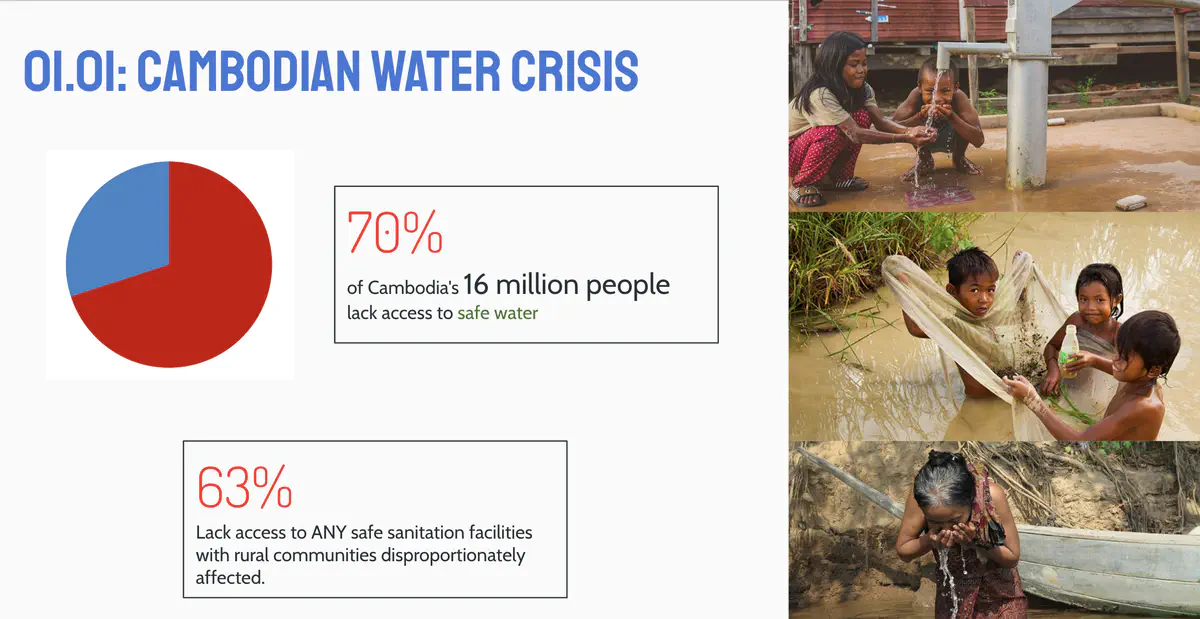 01.01: CAMBODIAN WATER CRISIS
70%
of Cambodia's 16 million people
lack access to safe water
63%
Lack access to ANY safe sanitation facilities
with rural communities disproportionately
affected.